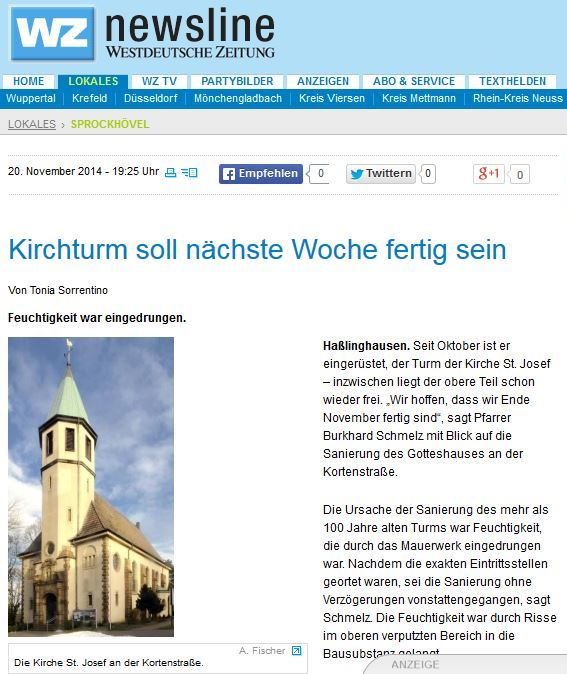 WZ newsline
WESTDEUTSCHE ZEITUNG
HOME LOKALES WZ TV PARTYBILDER ANZEIGEN ABO & SERVICE TEXTHELDEN
Wuppertal Krefeld Düsseldorf Mönchengladbach Kreis Viersen Kreis Mettmann Rhein-Kreis Neuss
LOKALES › SPROCKHÖVEL
20. November 2014 - 19:25 Uhr Empfehlen 0 Twittern 0 g+1 0
Kirchturm soll nächste Woche fertig sein
Von Tonia Sorrentino
Feuchtigkeit war eingedrungen.
A. Fischer
Die Kirche St. Josef an der Kortenstraße.
Haßlinghausen. Seit Oktober ist er
eingerüstet, der Turm der Kirche St. Josef
– inzwischen liegt der obere Teil schon
wieder frei. „Wir hoffen, dass wir Ende
November fertig sind“, sagt Pfarrer
Burkhard Schmelz mit Blick auf die
Sanierung des Gotteshauses an der
Kortenstraße.
Die Ursache der Sanierung des mehr als
100 Jahre alten Turms war Feuchtigkeit,
die durch das Mauerwerk eingedrungen
war. Nachdem die exakten Eintrittsstellen
geortet waren, sei die Sanierung ohne
Verzögerungen vonstattengegangen, sagt
Schmelz. Die Feuchtigkeit war durch Risse
im oberen verputzten Bereich in die
Bausubstanz gelangt
ANZEIGE